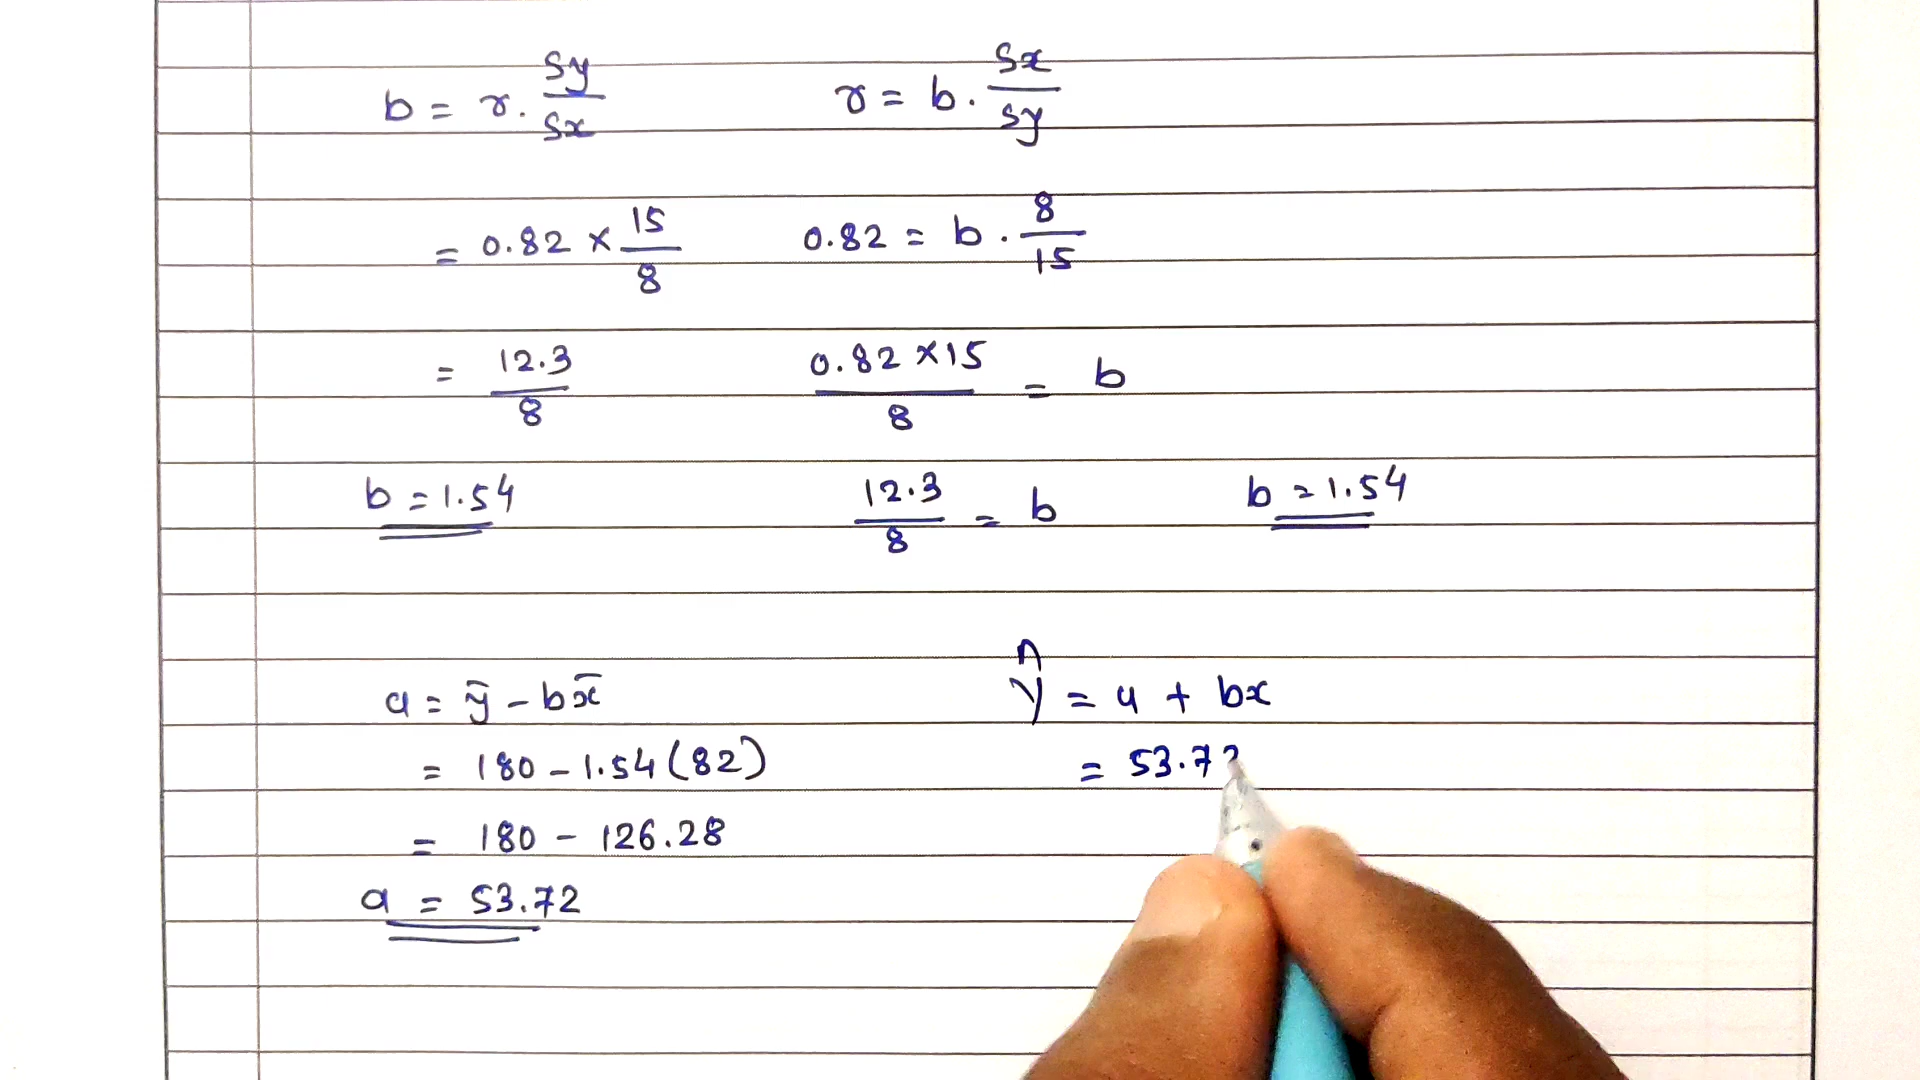 b = r. Sy/Sx
r = b. Sx/Sy
= 0.82 × 15/8
0.82 = b. 8/15
= 12.3/8
0.82 × 15/8 = b
b = 1.54
12.3/8 = b
b = 1.54
a = ȳ - bx̄
= 180 - 1.54(82)
= 180 - 126.28
a = 53.72
ŷ = a + bx
= 53.72